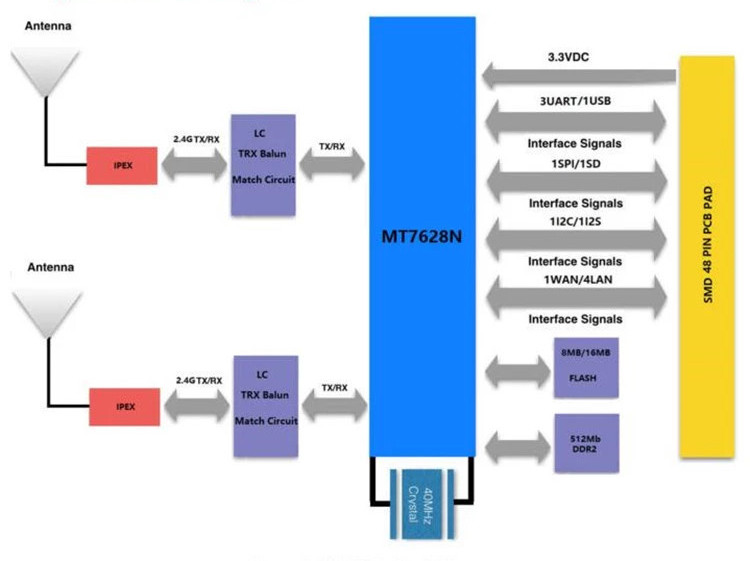 Antenna
IPEX
2.4G TX/RX
LC
TRX Balun
Match Circuit
TX/RX
Antenna
IPEX
2.4G TX/RX
LC
TRX Balun
Match Circuit
TX/RX
MT7628N
40MHz
Crystal
3.3VDC
3UART/1USB
Interface Signals
1SPI/1SD
Interface Signals
1I2C/1I2S
Interface Signals
1WAN/4LAN
Interface Signals
8MB/16MB
FLASH
512Mb
DDR2
SMD 48 PIN PCB PAD